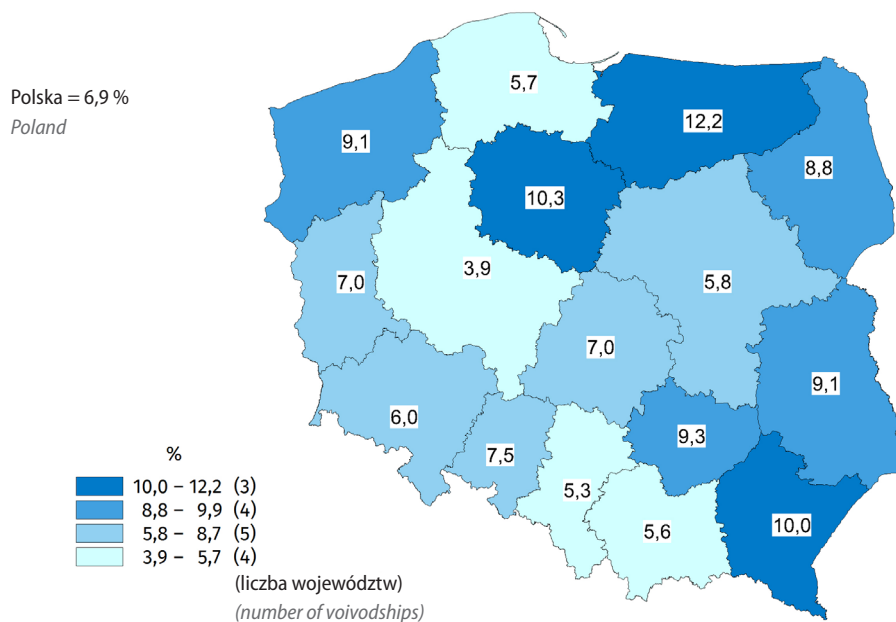 Polska = 6,9 %
Poland
5,7
12,2
9,1
8,8
10,3
3,9
7,0
5,8
7,0
9,1
6,0
9,3
7,5
5,3
5,6
10,0
%
10,0 – 12,2 (3)
8,8 – 9,9 (4)
5,8 – 8,7 (5)
3,9 – 5,7 (4)
(liczba województw)
(number of voivodships)